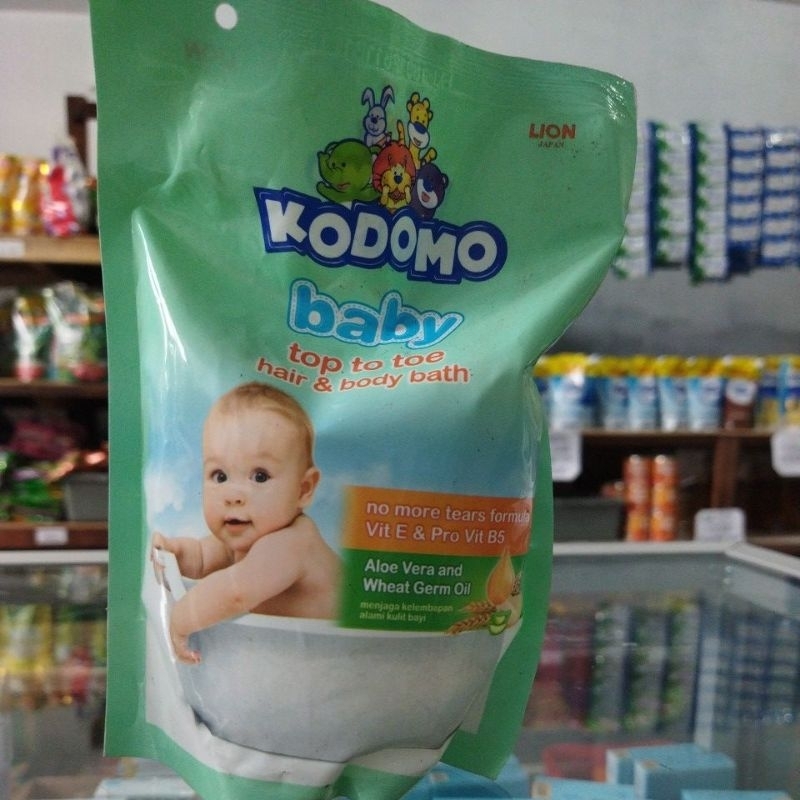 LION
JAPAN
KODOMO
baby
top to toe
hair & body bath
no more tears formula
Vit E & Pro Vit B5
Aloe Vera and
Wheat Germ Oil
menjaga kelembapan
alami kulit bayi